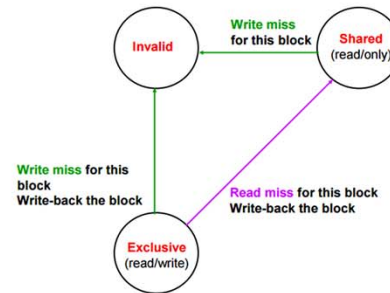 Write miss
for this block
Invalid
Shared
(read/only)
Write miss for this
block
Write-back the block
Read miss for this block
Write-back the block
Exclusive
(read/write)